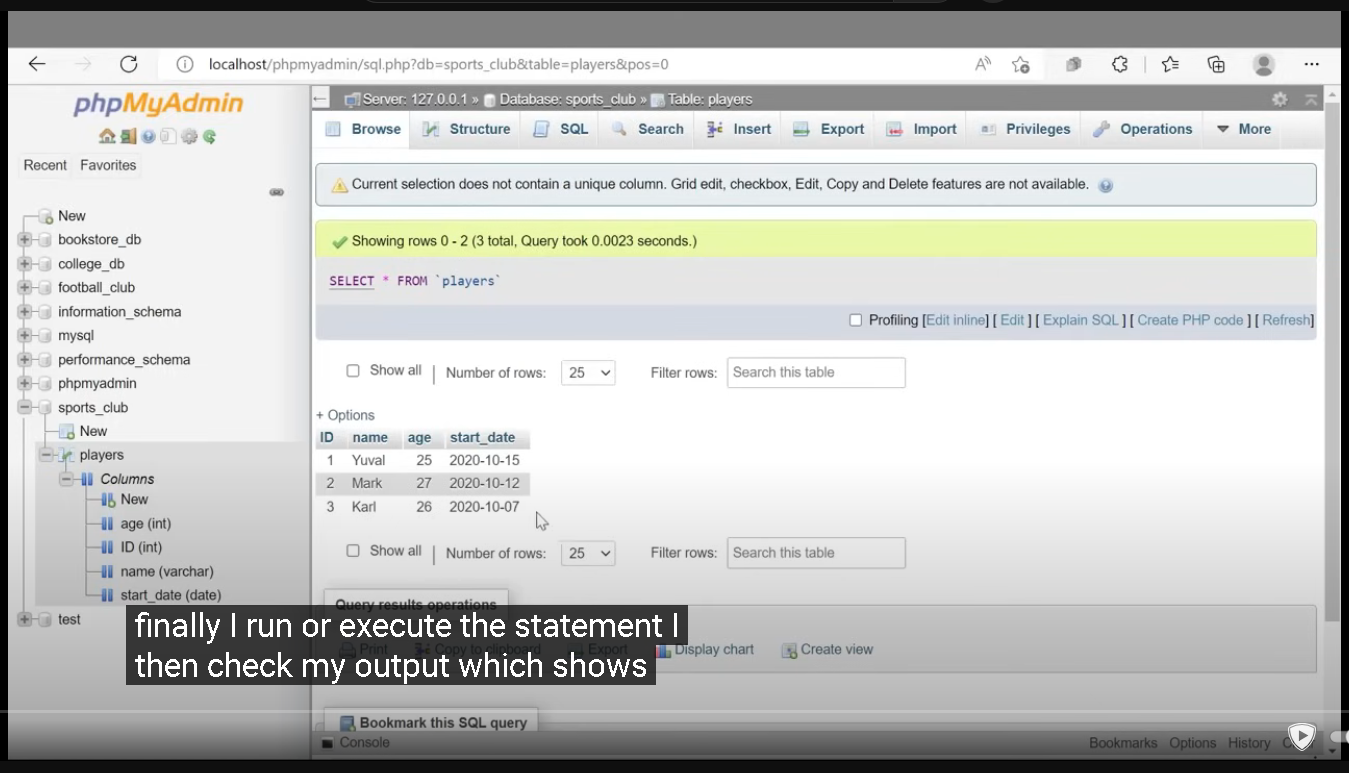 localhost/phpmyadmin/sql.php?db=sports_club&table=players&pos=0
phpMyAdmin
Recent Favorites
New
bookstore_db
college_db
football_club
information_schema
mysql
performance_schema
phpmyadmin
sports_club
New
players
Columns
New
age (int)
ID (int)
name (varchar)
start_date (date)
test
Server: 127.0.0.1 » Database: sports_club » Table: players
Browse Structure SQL Search Insert Export Import Privileges Operations More
Current selection does not contain a unique column. Grid edit, checkbox, Edit, Copy and Delete features are not available.
Showing rows 0 - 2 (3 total, Query took 0.0023 seconds.)
SELECT * FROM `players`
Profiling [Edit inline] [ Edit ] [ Explain SQL ] [ Create PHP code ] [ Refresh]
Show all | Number of rows: 25 Filter rows: Search this table
+ Options
ID name age start_date
1 Yuval 25 2020-10-15
2 Mark 27 2020-10-12
3 Karl 26 2020-10-07
Show all | Number of rows: 25 Filter rows: Search this table
Query results operations
Print Copy to clipboard Export Display chart Create view
Bookmark this SQL query
Console Bookmarks Options History
finally I run or execute the statement I
then check my output which shows